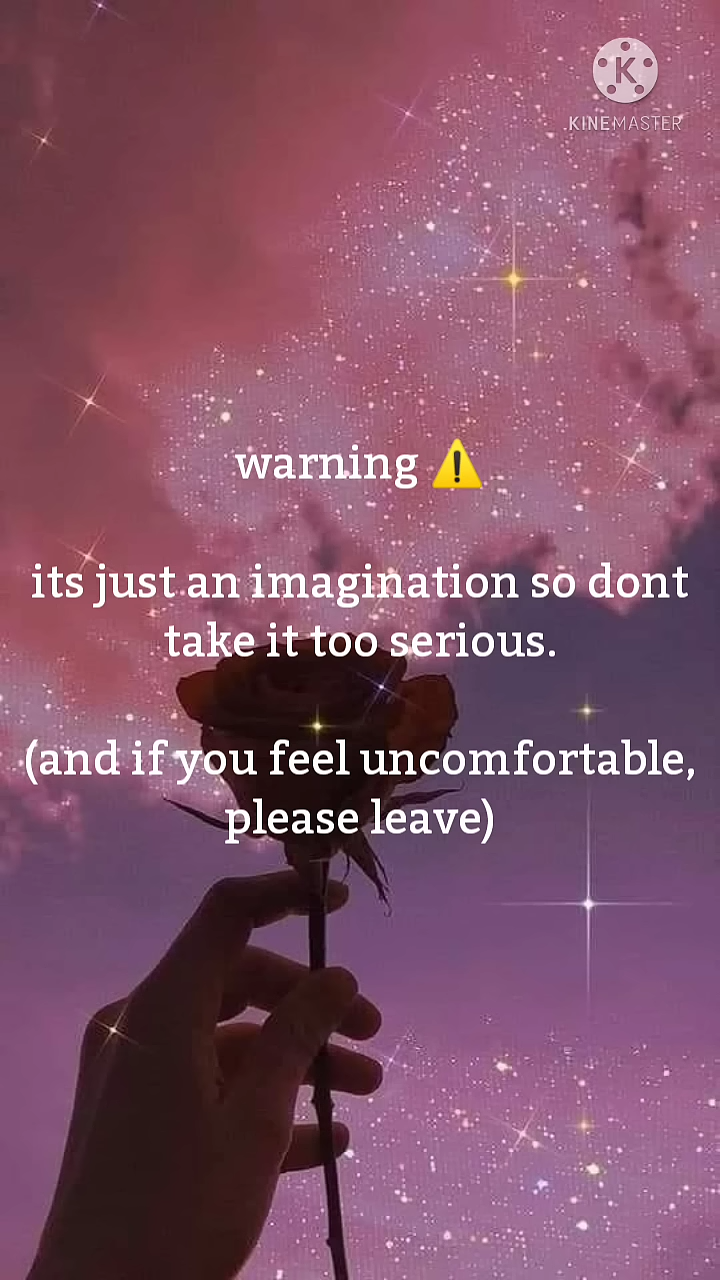 K
KINEMASTER
warning ⚠️
its just an imagination so dont
take it too serious.
(and if you feel uncomfortable,
please leave)